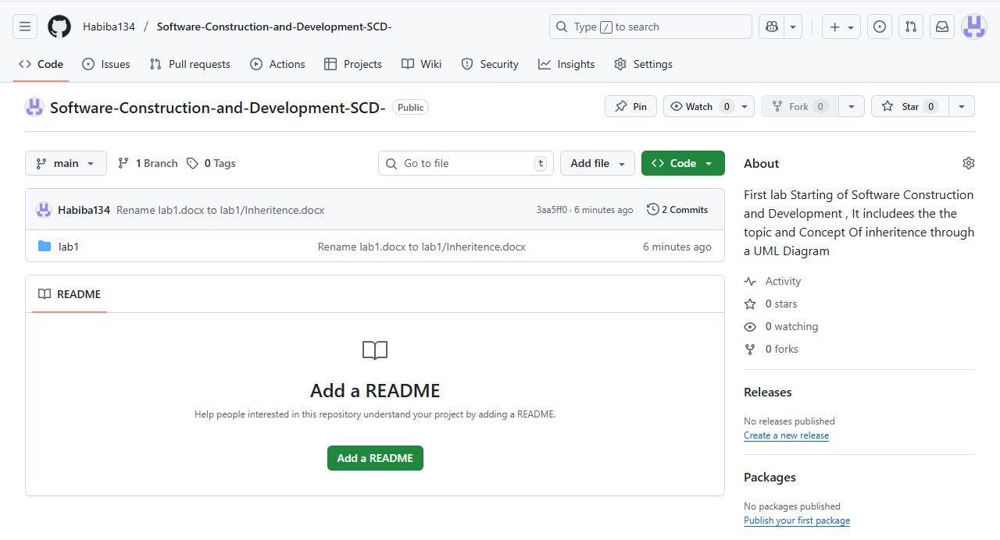 Habiba134 / Software-Construction-and-Development-SCD-
Type / to search
Code Issues Pull requests Actions Projects Wiki Security Insights Settings
Software-Construction-and-Development-SCD- Public
Pin Watch 0 Fork 0 Star 0
main 1 Branch 0 Tags
Go to file t Add file Code
Habiba134 Rename lab1.docx to lab1/Inheritence.docx 3aa5ff0 · 6 minutes ago 2 Commits
lab1 Rename lab1.docx to lab1/Inheritence.docx 6 minutes ago
README
Add a README
Help people interested in this repository understand your project by adding a README.
Add a README
About
First lab Starting of Software Construction
and Development , It includees the the
topic and Concept Of inheritence through
a UML Diagram
Activity
0 stars
0 watching
0 forks
Releases
No releases published
Create a new release
Packages
No packages published
Publish your first package